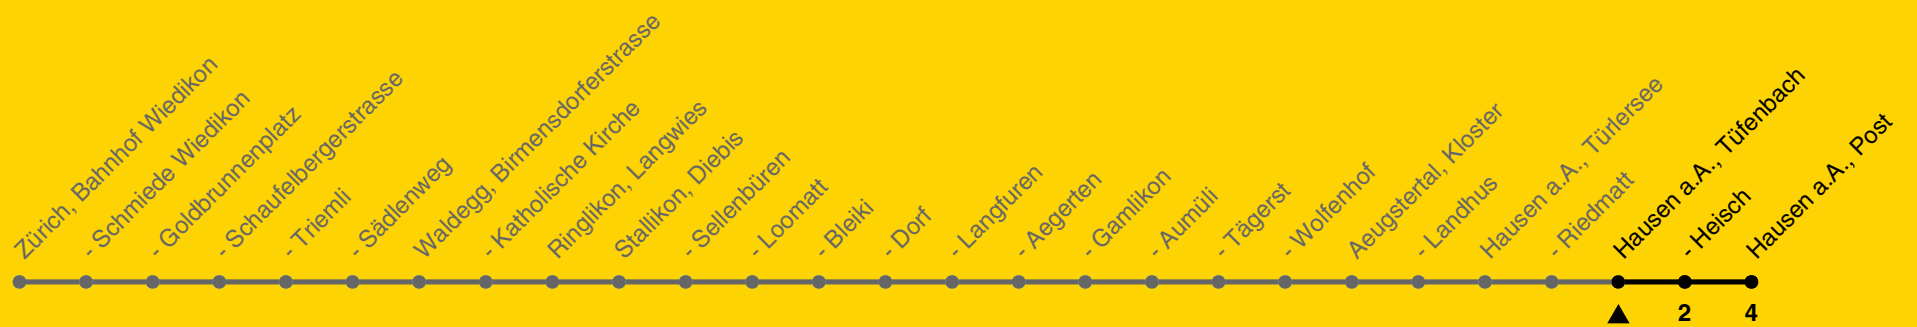 Zürich, Bahnhof Wiedikon
- Schmiede Wiedikon
- Goldbrunnenplatz
- Schaufelbergerstrasse
- Triemli
- Sädlenweg
Waldegg, Birmensdorferstrasse
- Katholische Kirche
Ringlikon, Langwies
Stallikon, Diebis
- Sellenbüren
- Loomatt
- Bleiki
- Dorf
- Langfuren
- Aegerten
- Gamlikon
- Aumüli
- Tägerst
- Wolfenhof
Aeugstertal, Kloster
- Landhus
Hausen a.A., Türlersee
- Riedmatt
Hausen a.A., Tüfenbach
- Heisch
Hausen a.A., Post
2
4